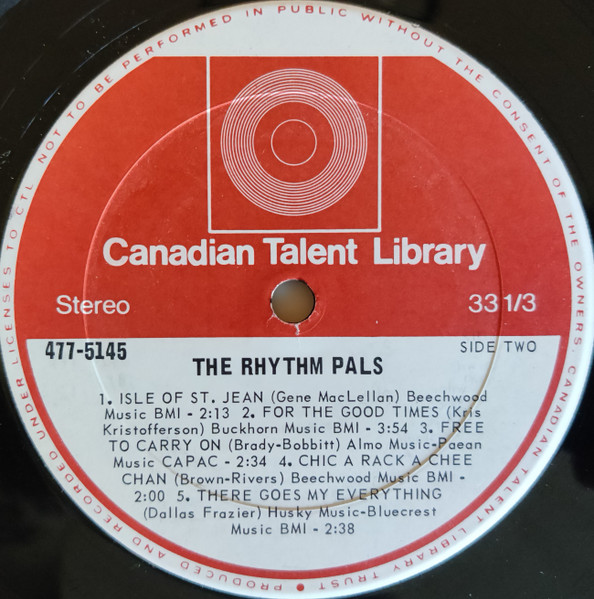 NOT TO BE PERFORMED IN PUBLIC WITHOUT THE CONSENT OF THE OWNERS: CANADIAN TALENT LIBRARY TRUST • PRODUCED AND RECORDED UNDER LICENSES TO CTL
Canadian Talent Library
Stereo
33 1/3
477-5145
SIDE TWO
THE RHYTHM PALS
1. ISLE OF ST. JEAN (Gene MacLellan) Beechwood
Music BMI - 2:13 2. FOR THE GOOD TIMES (Kris
Kristofferson) Buckhorn Music BMI - 3:54 3. FREE
TO CARRY ON (Brady-Bobbitt) Almo Music-Paean
Music CAPAC - 2:34 4. CHIC A RACK A CHEE
CHAN (Brown-Rivers) Beechwood Music BMI -
2:00 5. THERE GOES MY EVERYTHING
(Dallas Frazier) Husky Music-Bluecrest
Music BMI - 2:38